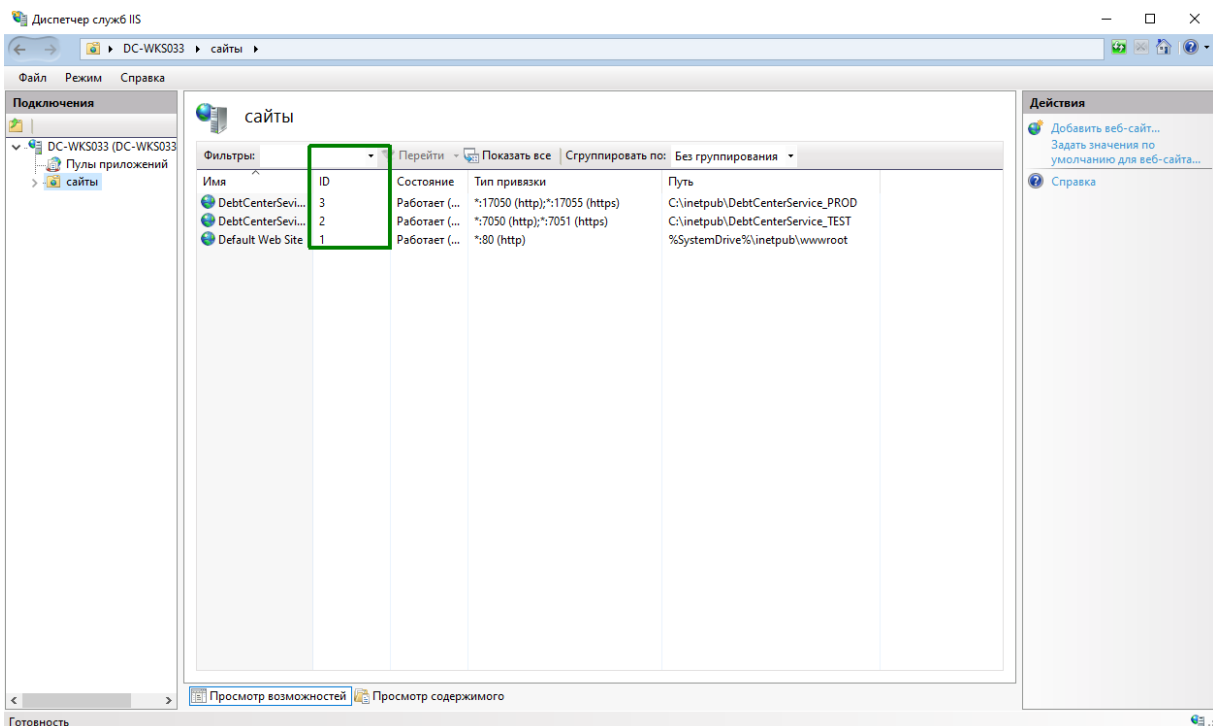 Диспетчер служб IIS
DC-WKS033 сайты
Файл Режим Справка
Подключения
DC-WKS033 (DC-WKS033
Пулы приложений
сайты
сайты
Фильтры: Перейти Показать все Сгруппировать по: Без группирования
Имя ID Состояние Тип привязки Путь
DebtCenterSevi... 3 Работает (... *:17050 (http);*:17055 (https) C:\inetpub\DebtCenterService_PROD
DebtCenterSevi... 2 Работает (... *:7050 (http);*:7051 (https) C:\inetpub\DebtCenterService_TEST
Default Web Site 1 Работает (... *:80 (http) %SystemDrive%\inetpub\wwwroot
Просмотр возможностей Просмотр содержимого
Действия
Добавить веб-сайт...
Задать значения по
умолчанию для веб-сайта...
Справка
Готовность